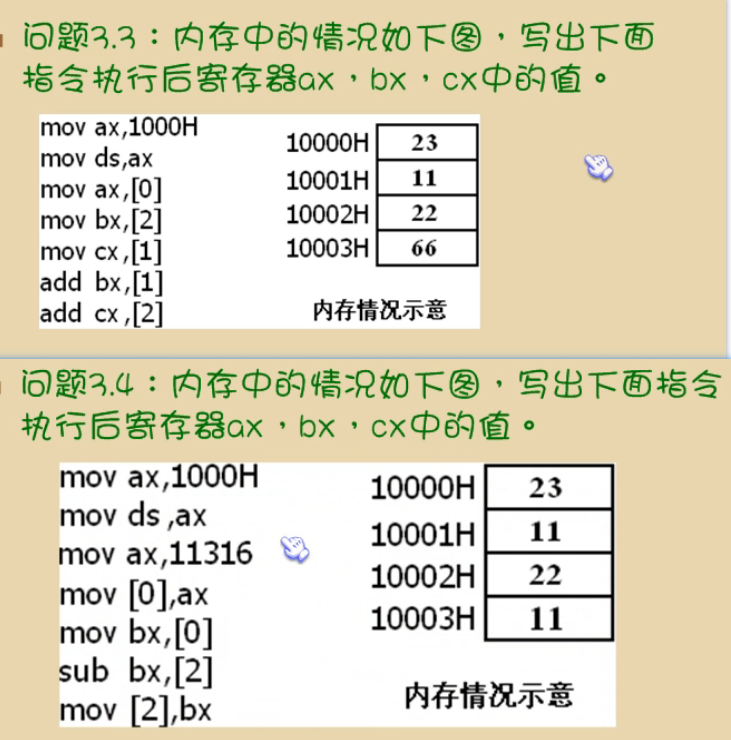 问题3.3：内存中的情况如下图，写出下面
指令执行后寄存器ax，bx，cx中的值。
mov ax,1000H
mov ds,ax
mov ax,[0]
mov bx,[2]
mov cx,[1]
add bx,[1]
add cx,[2]
10000H 23
10001H 11
10002H 22
10003H 66
内存情况示意
问题3.4：内存中的情况如下图，写出下面指令
执行后寄存器ax，bx，cx中的值。
mov ax,1000H
mov ds,ax
mov ax,11316
mov [0],ax
mov bx,[0]
sub bx,[2]
mov [2],bx
10000H 23
10001H 11
10002H 22
10003H 11
内存情况示意